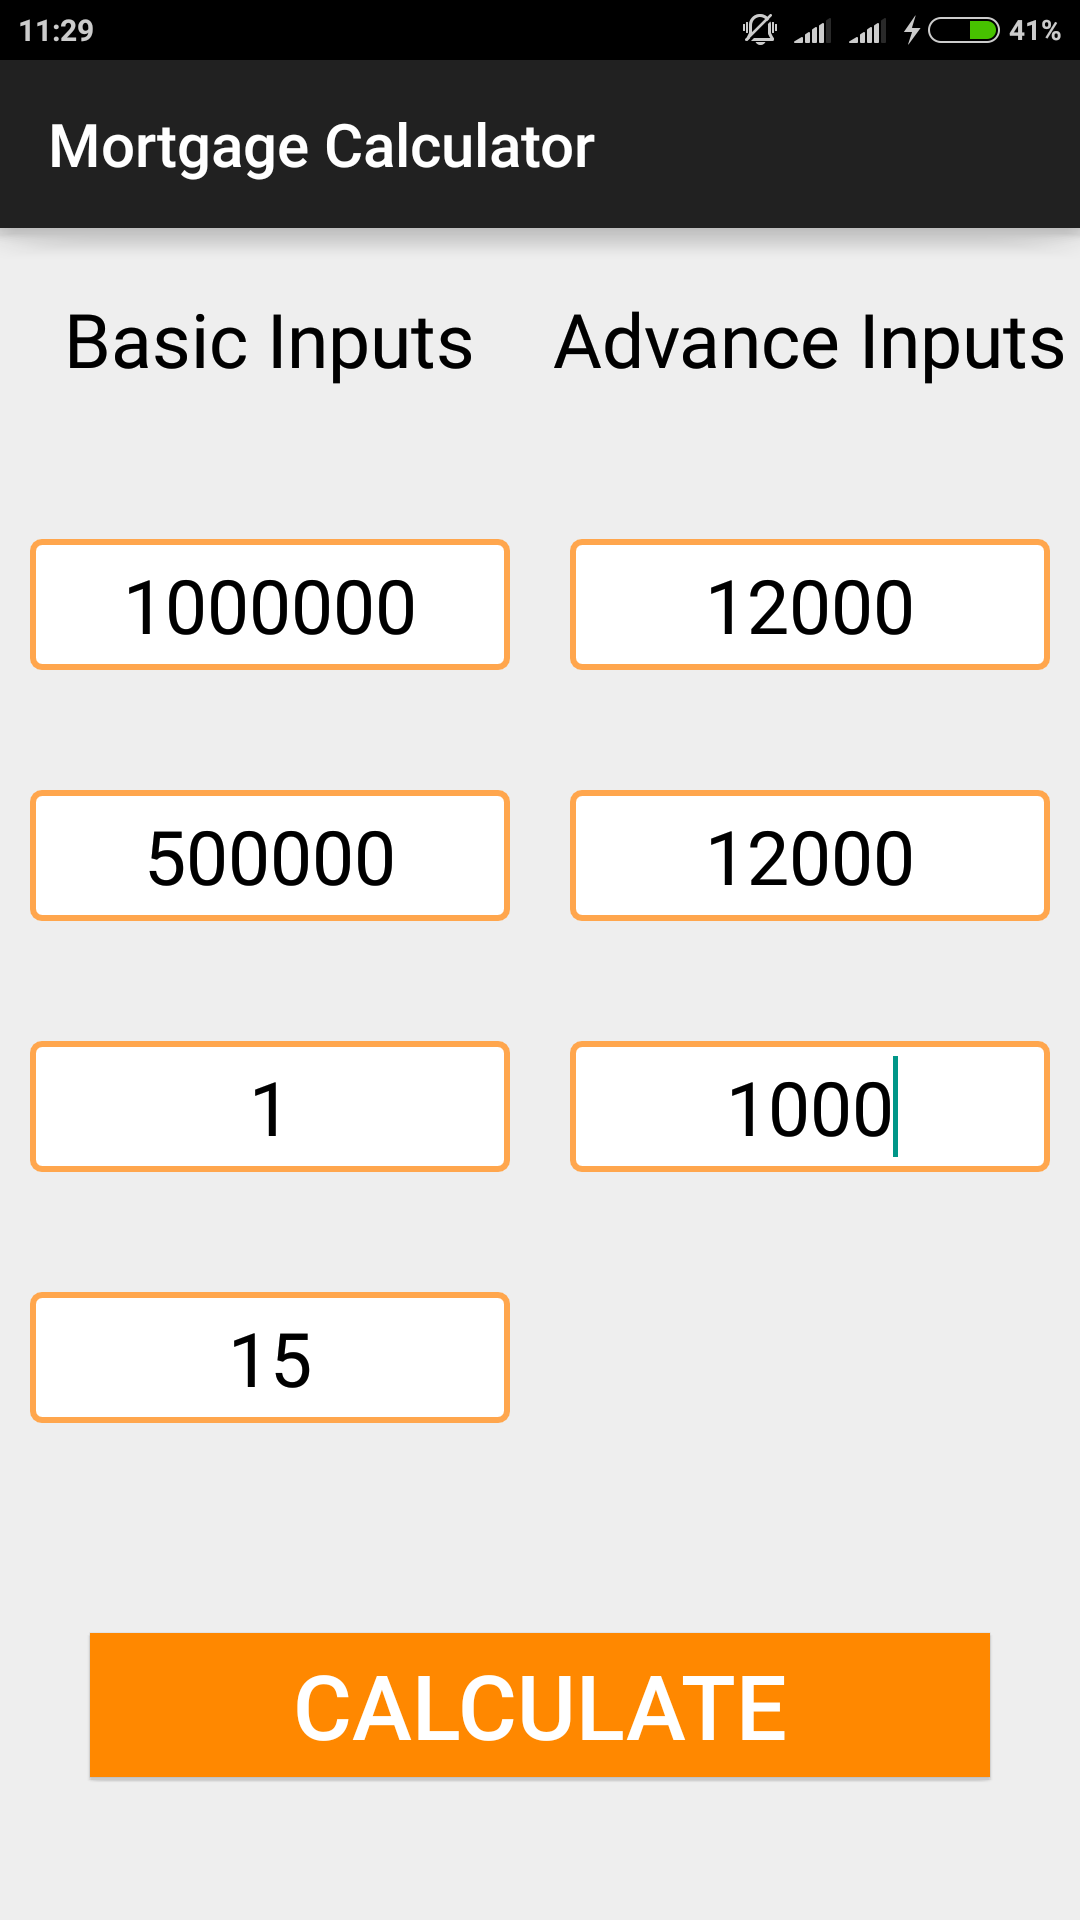 11:29 41%
Mortgage Calculator
Basic Inputs Advance Inputs
1000000 12000
500000 12000
1 1000
15
CALCULATE